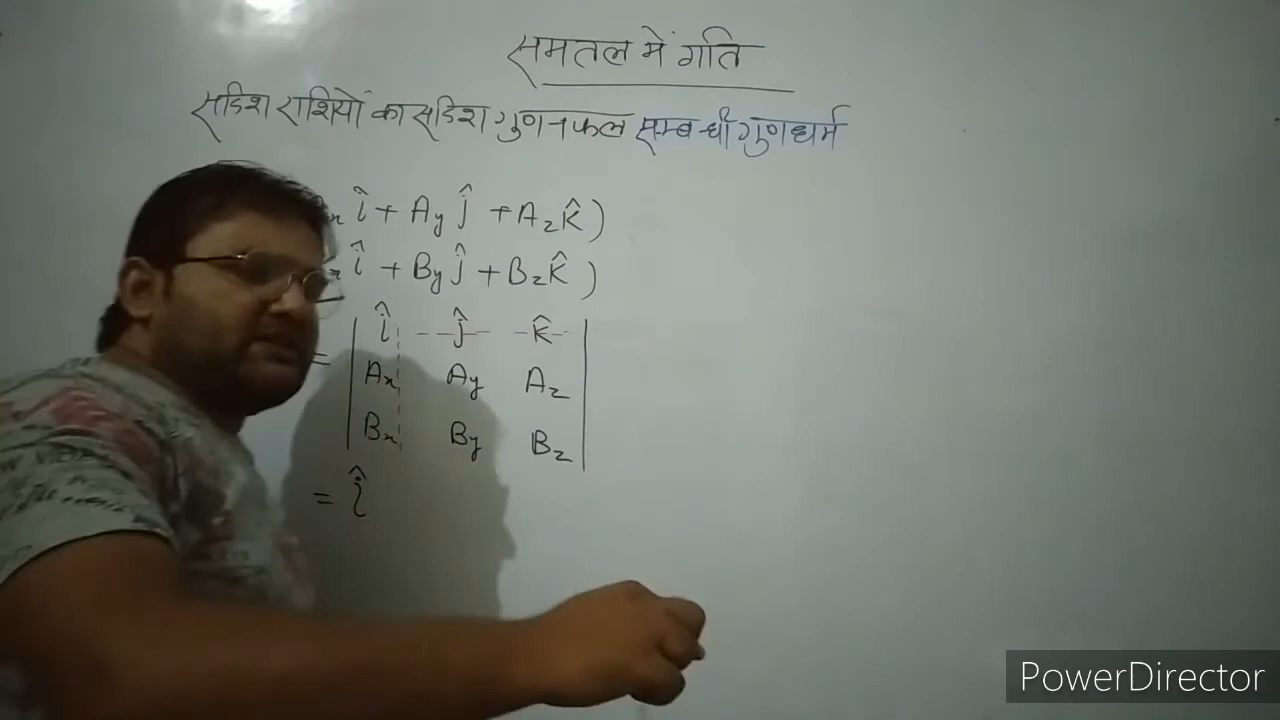 समतल में गति
सदिश राशियों का सदिश गुणनफल सम्बन्धी गुणधर्म
x î + Ay ĵ + Az k̂ )
x î + By ĵ + Bz k̂ )
= | î ĵ k̂ |
Ax Ay Az
Bx By Bz
= î
PowerDirector